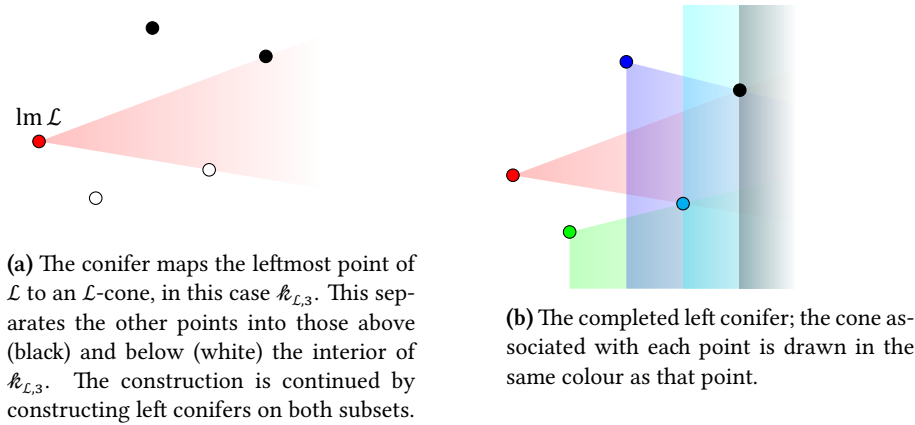 lm ℒ
(a) The conifer maps the leftmost point of
ℒ to an ℒ-cone, in this case 𝓀ℒ,3. This sep-
arates the other points into those above
(black) and below (white) the interior of
𝓀ℒ,3. The construction is continued by
constructing left conifers on both subsets.
(b) The completed left conifer; the cone as-
sociated with each point is drawn in the
same colour as that point.